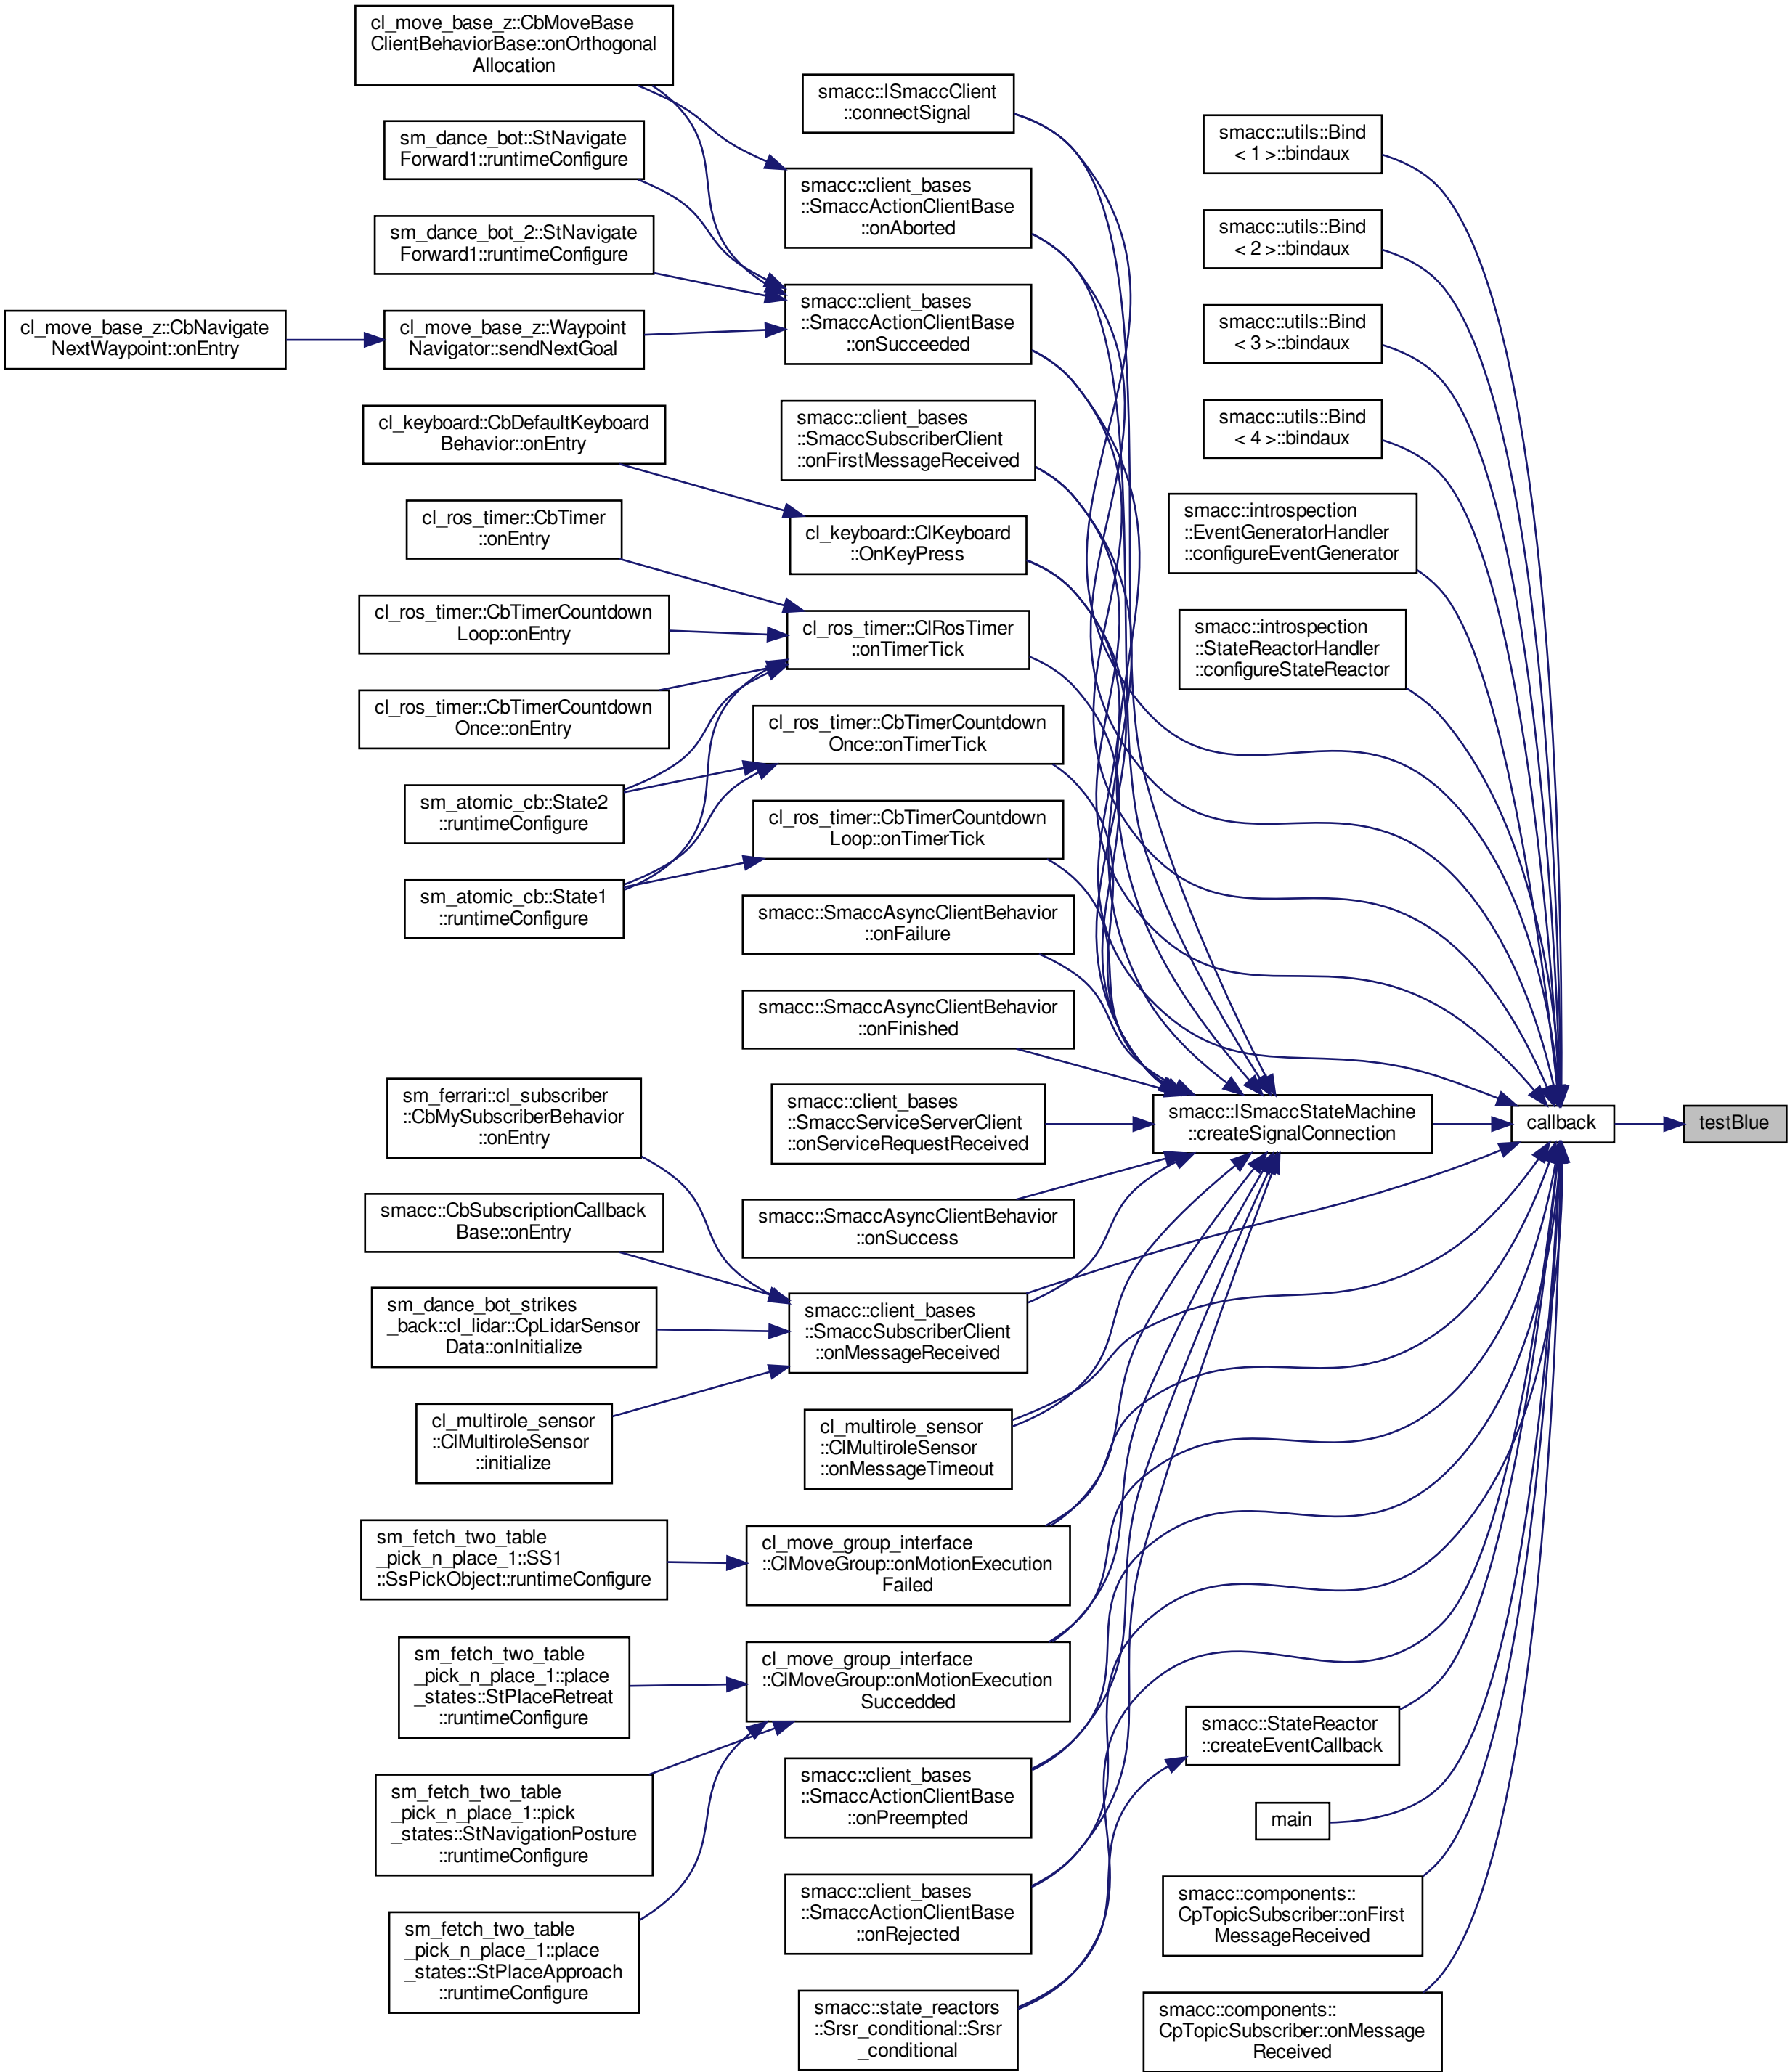 cl_move_base_z::CbMoveBase
ClientBehaviorBase::onOrthogonal
Allocation
sm_dance_bot::StNavigate
Forward1::runtimeConfigure
sm_dance_bot_2::StNavigate
Forward1::runtimeConfigure
cl_move_base_z::CbNavigate
NextWaypoint::onEntry
cl_move_base_z::Waypoint
Navigator::sendNextGoal
cl_keyboard::CbDefaultKeyboard
Behavior::onEntry
cl_ros_timer::CbTimer
::onEntry
cl_ros_timer::CbTimerCountdown
Loop::onEntry
cl_ros_timer::CbTimerCountdown
Once::onEntry
sm_atomic_cb::State2
::runtimeConfigure
sm_atomic_cb::State1
::runtimeConfigure
sm_ferrari::cl_subscriber
::CbMySubscriberBehavior
::onEntry
smacc::CbSubscriptionCallback
Base::onEntry
sm_dance_bot_strikes
_back::cl_lidar::CpLidarSensor
Data::onInitialize
cl_multirole_sensor
::ClMultiroleSensor
::initialize
sm_fetch_two_table
_pick_n_place_1::SS1
::SsPickObject::runtimeConfigure
sm_fetch_two_table
_pick_n_place_1::place
_states::StPlaceRetreat
::runtimeConfigure
sm_fetch_two_table
_pick_n_place_1::pick
_states::StNavigationPosture
::runtimeConfigure
sm_fetch_two_table
_pick_n_place_1::place
_states::StPlaceApproach
::runtimeConfigure
smacc::ISmaccClient
::connectSignal
smacc::client_bases
::SmaccActionClientBase
::onAborted
smacc::client_bases
::SmaccActionClientBase
::onSucceeded
smacc::client_bases
::SmaccSubscriberClient
::onFirstMessageReceived
cl_keyboard::ClKeyboard
::OnKeyPress
cl_ros_timer::ClRosTimer
::onTimerTick
cl_ros_timer::CbTimerCountdown
Once::onTimerTick
cl_ros_timer::CbTimerCountdown
Loop::onTimerTick
smacc::SmaccAsyncClientBehavior
::onFailure
smacc::SmaccAsyncClientBehavior
::onFinished
smacc::client_bases
::SmaccServiceServerClient
::onServiceRequestReceived
smacc::SmaccAsyncClientBehavior
::onSuccess
smacc::client_bases
::SmaccSubscriberClient
::onMessageReceived
cl_multirole_sensor
::ClMultiroleSensor
::onMessageTimeout
cl_move_group_interface
::ClMoveGroup::onMotionExecution
Failed
cl_move_group_interface
::ClMoveGroup::onMotionExecution
Succedded
smacc::client_bases
::SmaccActionClientBase
::onPreempted
smacc::client_bases
::SmaccActionClientBase
::onRejected
smacc::state_reactors
::Srsr_conditional::Srsr
_conditional
smacc::utils::Bind
< 1 >::bindaux
smacc::utils::Bind
< 2 >::bindaux
smacc::utils::Bind
< 3 >::bindaux
smacc::utils::Bind
< 4 >::bindaux
smacc::introspection
::EventGeneratorHandler
::configureEventGenerator
smacc::introspection
::StateReactorHandler
::configureStateReactor
smacc::ISmaccStateMachine
::createSignalConnection
smacc::StateReactor
::createEventCallback
main
smacc::components::
CpTopicSubscriber::onFirst
MessageReceived
smacc::components::
CpTopicSubscriber::onMessage
Received
callback
testBlue